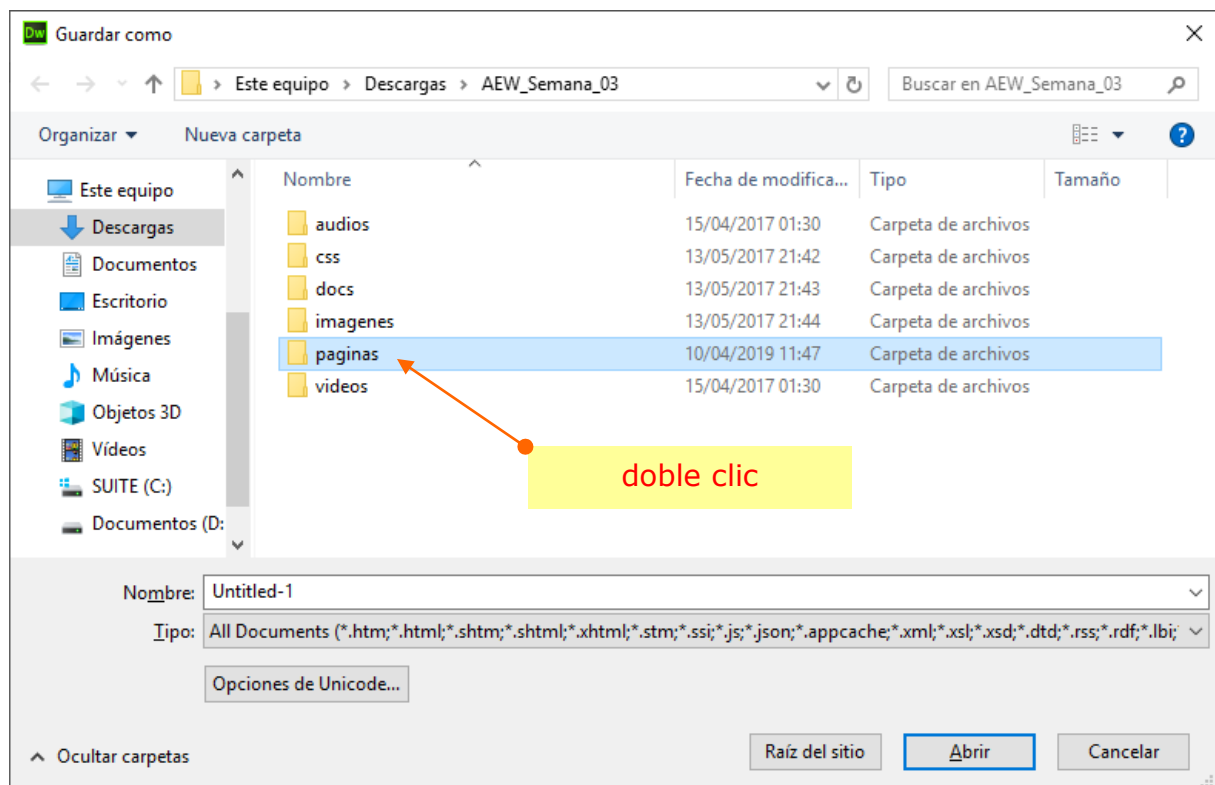 Dw Guardar como
Este equipo > Descargas > AEW_Semana_03
Buscar en AEW_Semana_03
Organizar Nueva carpeta
?
Nombre Fecha de modifica... Tipo Tamaño
Este equipo
Descargas
Documentos
Escritorio
Imágenes
Música
Objetos 3D
Vídeos
SUITE (C:)
Documentos (D:
audios 15/04/2017 01:30 Carpeta de archivos
css 13/05/2017 21:42 Carpeta de archivos
docs 13/05/2017 21:43 Carpeta de archivos
imagenes 13/05/2017 21:44 Carpeta de archivos
paginas 10/04/2019 11:47 Carpeta de archivos
videos 15/04/2017 01:30 Carpeta de archivos
doble clic
Nombre: Untitled-1
Tipo: All Documents (*.htm;*.html;*.shtm;*.shtml;*.xhtml;*.stm;*.ssi;*.js;*.json;*.appcache;*.xml;*.xsl;*.xsd;*.dtd;*.rss;*.rdf;*.lbi;
Opciones de Unicode...
Ocultar carpetas
Raíz del sitio Abrir Cancelar